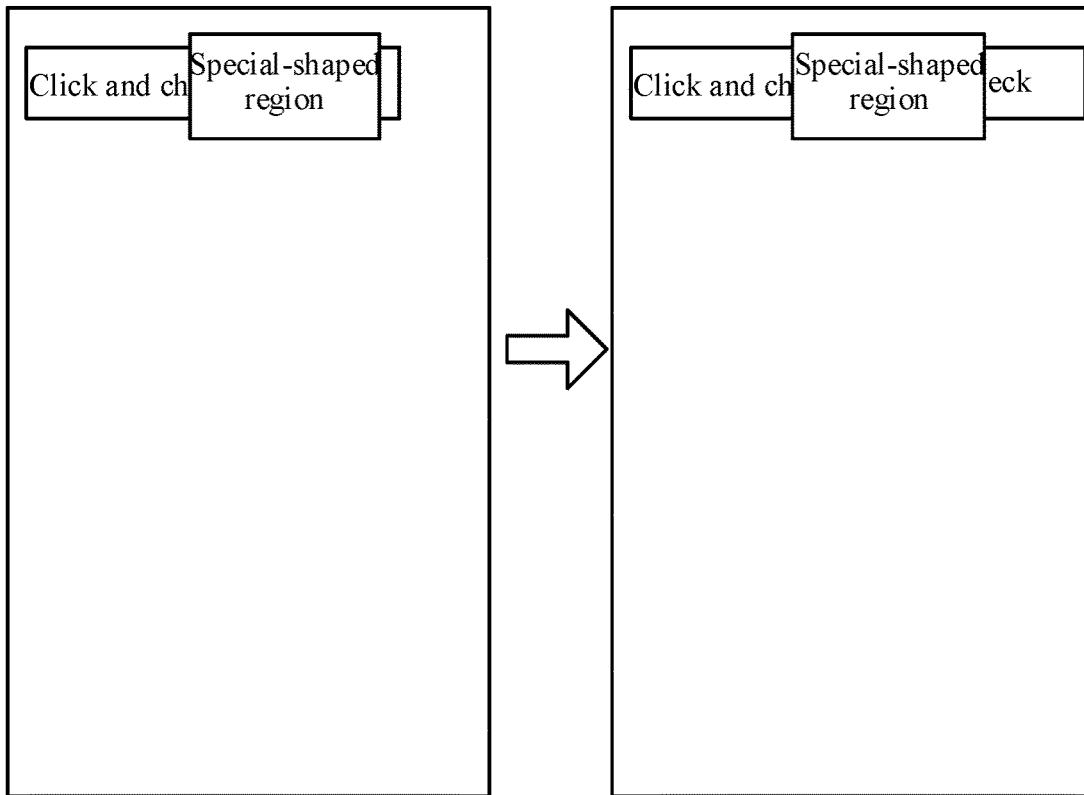 Click and ch
Special-shaped
region
Click and ch
Special-shaped
region
eck